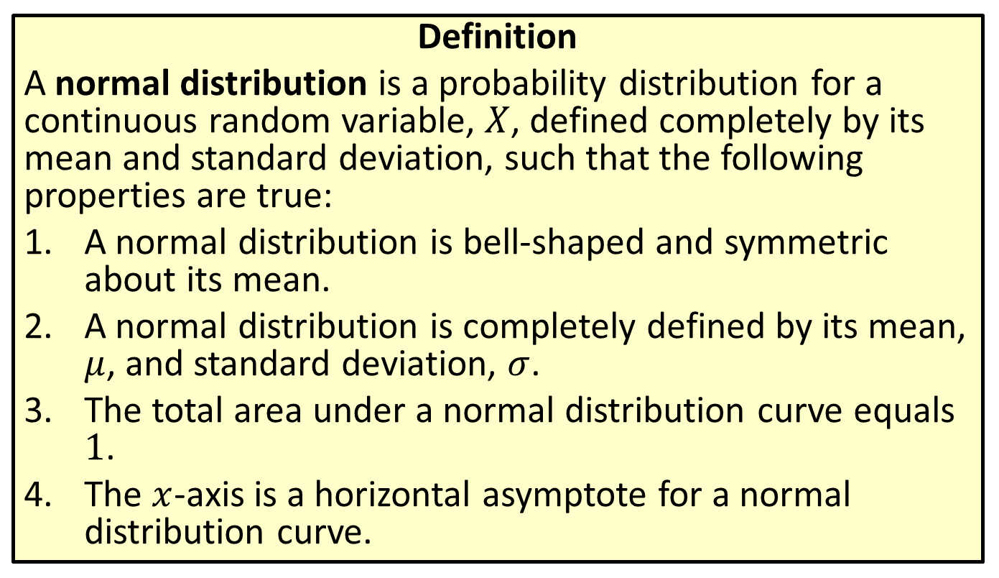 Definition
A normal distribution is a probability distribution for a
continuous random variable, X, defined completely by its
mean and standard deviation, such that the following
properties are true:
1. A normal distribution is bell-shaped and symmetric
about its mean.
2. A normal distribution is completely defined by its mean,
μ, and standard deviation, σ.
3. The total area under a normal distribution curve equals
1.
4. The x-axis is a horizontal asymptote for a normal
distribution curve.